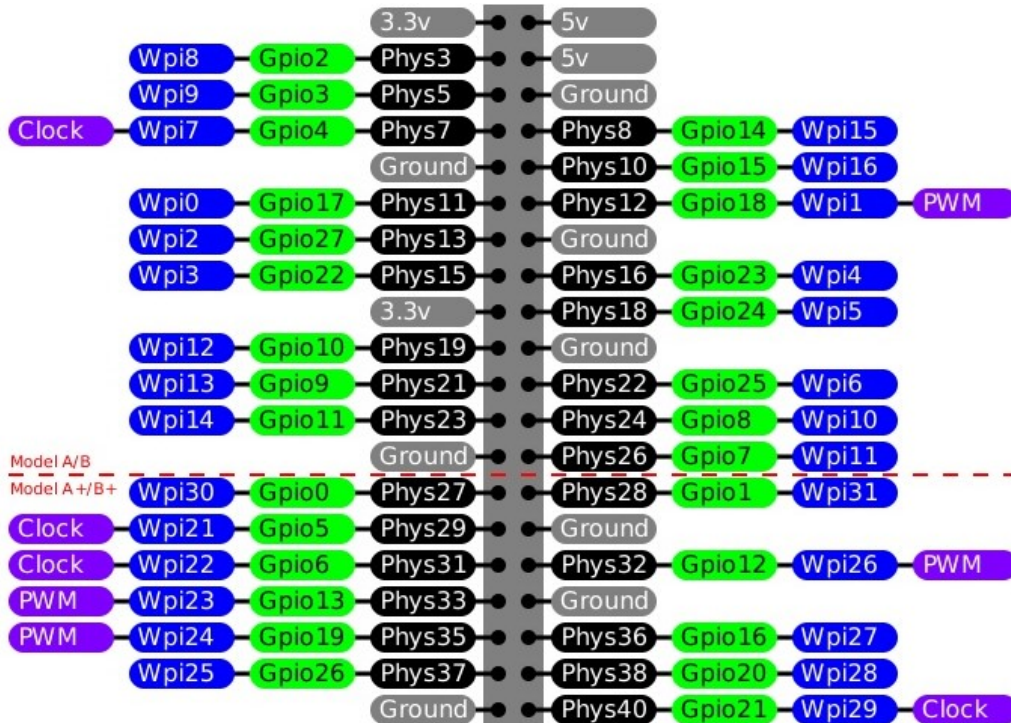 3.3v 5v
Wpi8 Gpio2 Phys3 5v
Wpi9 Gpio3 Phys5 Ground
Clock Wpi7 Gpio4 Phys7 Phys8 Gpio14 Wpi15
Ground Phys10 Gpio15 Wpi16
Wpi0 Gpio17 Phys11 Phys12 Gpio18 Wpi1 PWM
Wpi2 Gpio27 Phys13 Ground
Wpi3 Gpio22 Phys15 Phys16 Gpio23 Wpi4
3.3v Phys18 Gpio24 Wpi5
Wpi12 Gpio10 Phys19 Ground
Wpi13 Gpio9 Phys21 Phys22 Gpio25 Wpi6
Wpi14 Gpio11 Phys23 Phys24 Gpio8 Wpi10
Ground Phys26 Gpio7 Wpi11
Model A/B
Model A+/B+
Wpi30 Gpio0 Phys27 Phys28 Gpio1 Wpi31
Clock Wpi21 Gpio5 Phys29 Ground
Clock Wpi22 Gpio6 Phys31 Phys32 Gpio12 Wpi26 PWM
PWM Wpi23 Gpio13 Phys33 Ground
PWM Wpi24 Gpio19 Phys35 Phys36 Gpio16 Wpi27
Wpi25 Gpio26 Phys37 Phys38 Gpio20 Wpi28
Ground Phys40 Gpio21 Wpi29 Clock